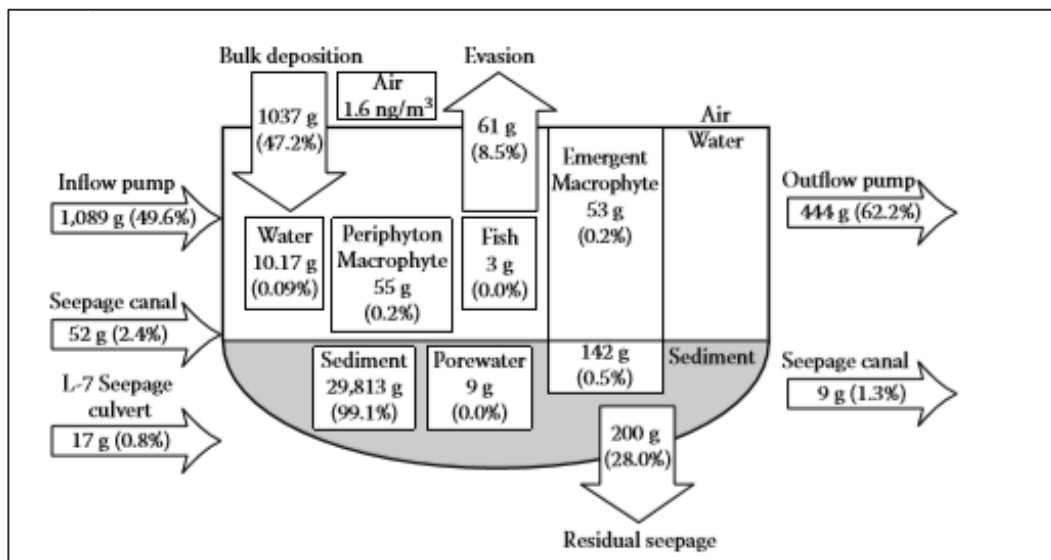 Bulk deposition
Evasion
Air
1.6 ng/m³
1037 g
(47.2%)
61 g
(8.5%)
Air
Water
Emergent
Macrophyte
53 g
(0.2%)
Inflow pump
1,089 g (49.6%)
Outflow pump
444 g (62.2%)
Water
10.17 g
(0.09%)
Periphyton
Macrophyte
55 g
(0.2%)
Fish
3 g
(0.0%)
Seepage canal
52 g (2.4%)
Sediment
29,813 g
(99.1%)
Porewater
9 g
(0.0%)
142 g
(0.5%)
Sediment
Seepage canal
9 g (1.3%)
L-7 Seepage
culvert
17 g (0.8%)
200 g
(28.0%)
Residual seepage